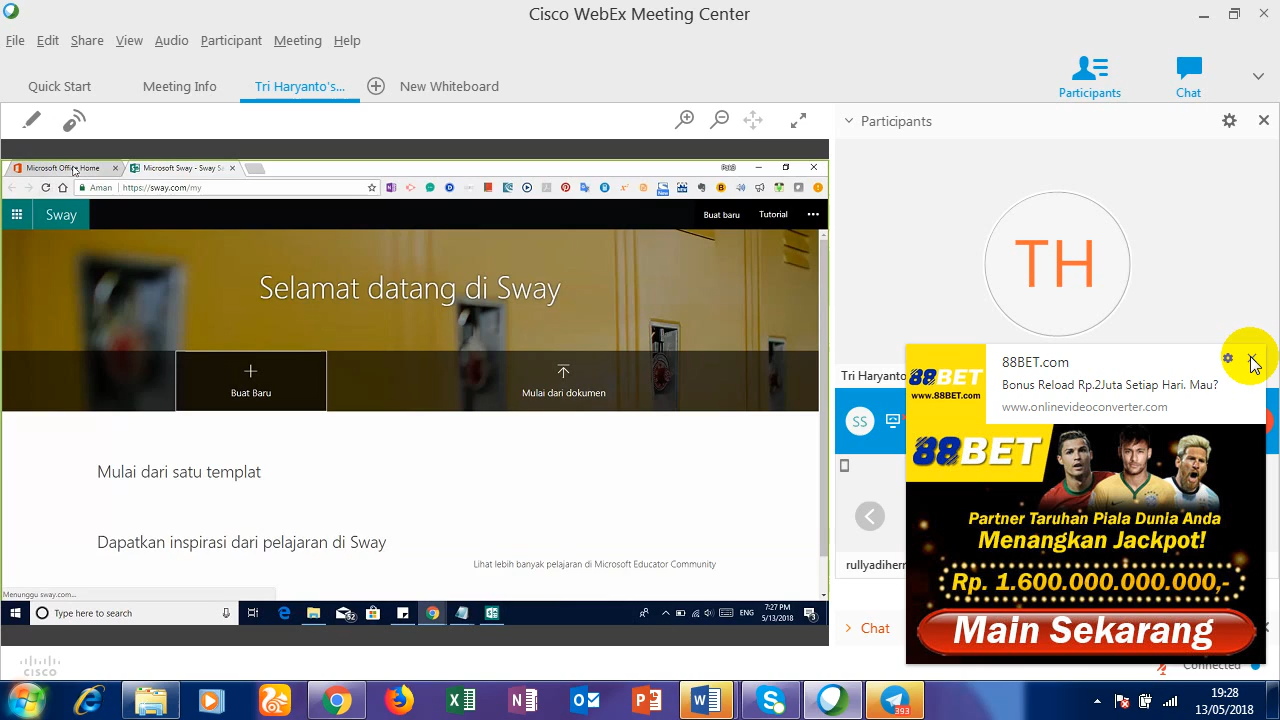 Cisco WebEx Meeting Center
File Edit Share View Audio Participant Meeting Help
Quick Start Meeting Info Tri Haryanto's... New Whiteboard
Participants Chat
Participants
Microsoft Office Home Microsoft Sway - Sway Sa
Aman https://sway.com/my
Sway Buat baru Tutorial
Selamat datang di Sway
Buat Baru Mulai dari dokumen
Mulai dari satu templat
Dapatkan inspirasi dari pelajaran di Sway
Lihat lebih banyak pelajaran di Microsoft Educator Community
Menunggu sway.com...
Type here to search
52
ENG
7:27 PM
5/13/2018
3
CISCO
TH
Tri Haryanto
SS
rullyadiherr
Chat
Connected
88BET
www.88BET.com
88BET.com
Bonus Reload Rp.2Juta Setiap Hari. Mau?
www.onlinevideoconverter.com
88BET
Partner Taruhan Piala Dunia Anda
Menangkan Jackpot!
Rp. 1.600.000.000.000,-
Main Sekarang
393
19:28
13/05/2018